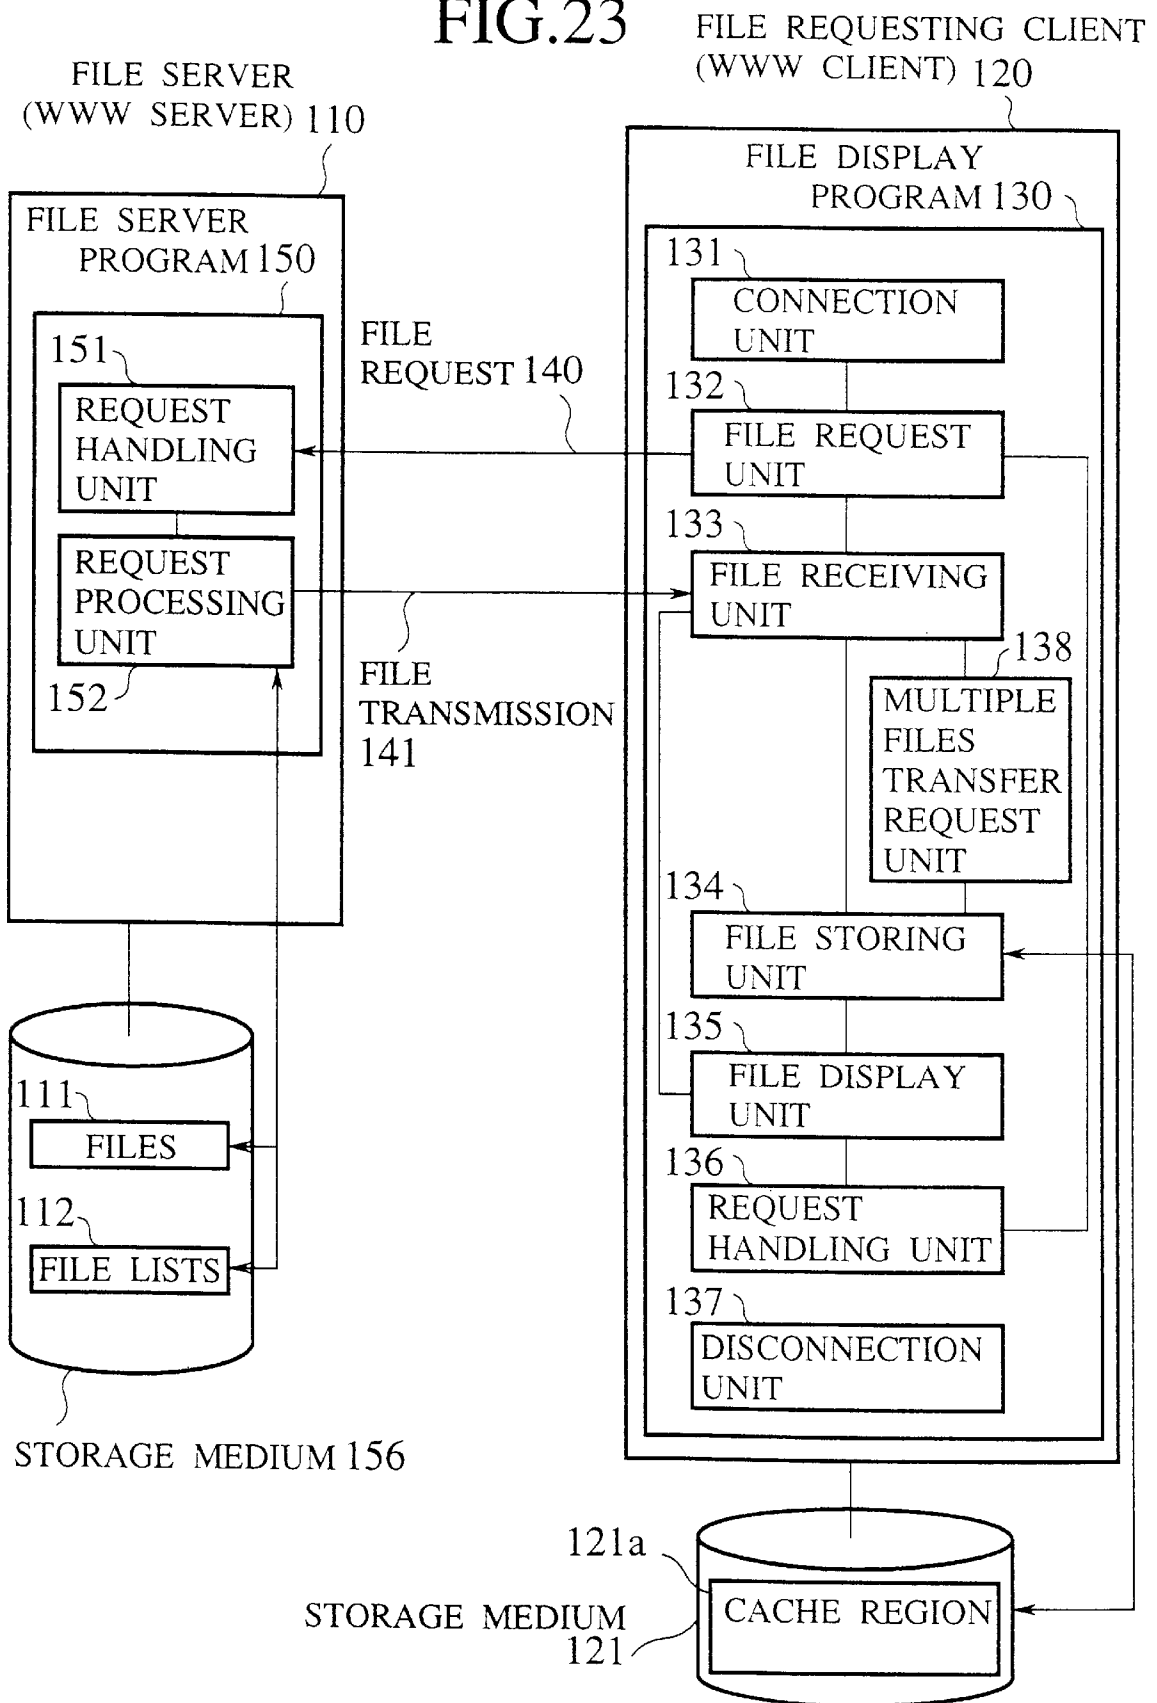 FIG.23
FILE REQUESTING CLIENT
(WWW CLIENT) 120
FILE SERVER
(WWW SERVER) 110
FILE SERVER
PROGRAM 150
151
REQUEST
HANDLING
UNIT
REQUEST
PROCESSING
UNIT
152
FILE
REQUEST 140
FILE
TRANSMISSION
141
FILE DISPLAY
PROGRAM 130
131
CONNECTION
UNIT
132
FILE REQUEST
UNIT
133
FILE RECEIVING
UNIT
138
MULTIPLE
FILES
TRANSFER
REQUEST
UNIT
134
FILE STORING
UNIT
135
FILE DISPLAY
UNIT
136
REQUEST
HANDLING UNIT
137
DISCONNECTION
UNIT
111
FILES
112
FILE LISTS
STORAGE MEDIUM 156
121a
CACHE REGION
STORAGE MEDIUM
121